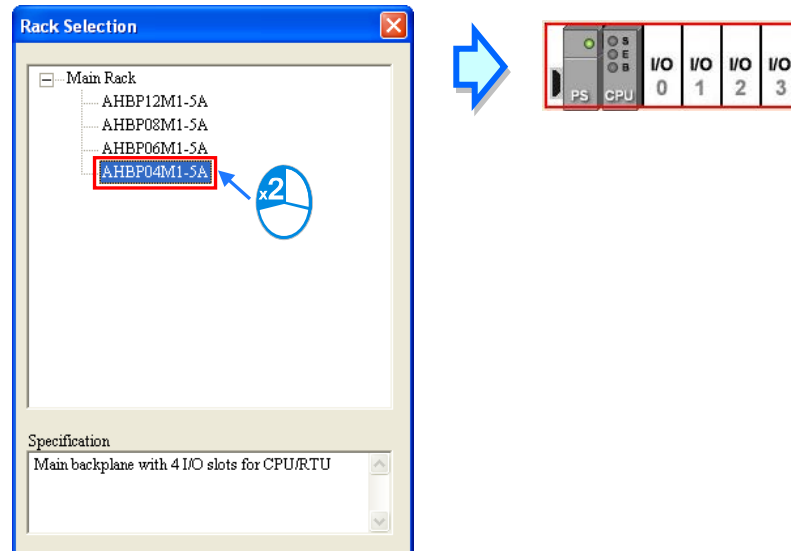 Rack Selection
Main Rack
AHBP12M1-5A
AHBP08M1-5A
AHBP06M1-5A
AHBP04M1-5A
x2
Specification
Main backplane with 4 I/O slots for CPU/RTU
PS
CPU
S
E
B
I/O I/O I/O I/O
0 1 2 3